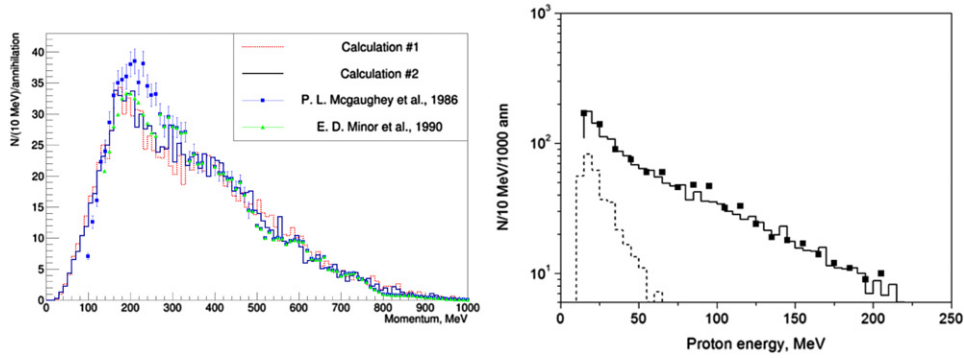 N/(10 MeV)/annihilation
40
35
30
25
20
15
10
5
0
0 100 200 300 400 500 600 700 800 900 1000
Momentum, MeV
Calculation #1
Calculation #2
P. L. Mcgaughey et al., 1986
E. D. Minor et al., 1990
N/10 MeV/1000 ann
10³
10²
10¹
0 50 100 150 200 250
Proton energy, MeV